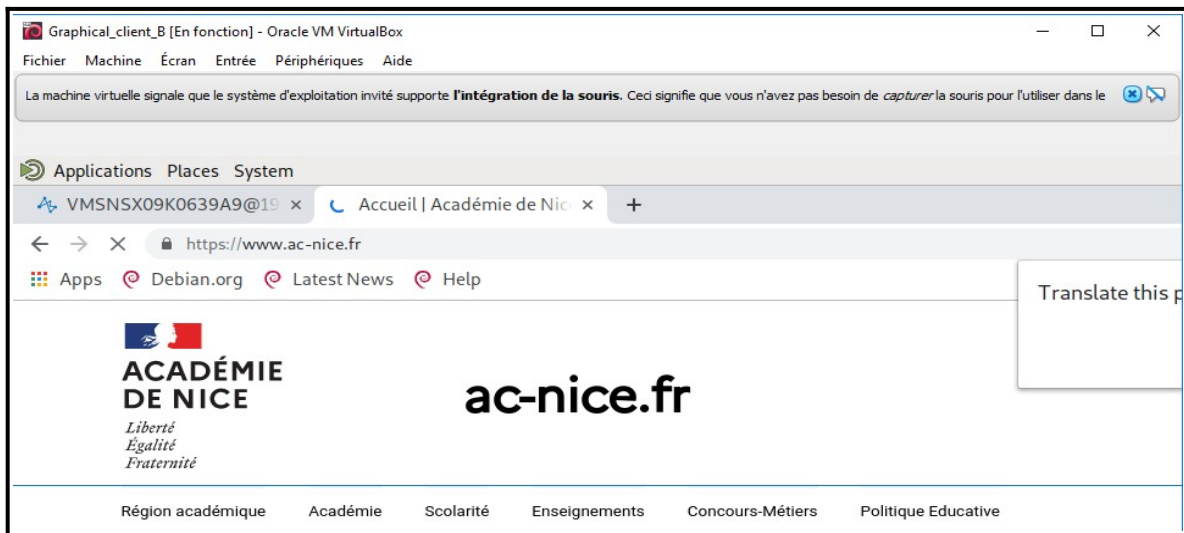 Graphical_client_B [En fonction] - Oracle VM VirtualBox
Fichier Machine Écran Entrée Périphériques Aide
La machine virtuelle signale que le système d'exploitation invité supporte l'intégration de la souris. Ceci signifie que vous n'avez pas besoin de capturer la souris pour l'utiliser dans le
Applications Places System
VMSNSX09K0639A9@19 Accueil | Académie de Nic +
https://www.ac-nice.fr
Apps Debian.org Latest News Help
Translate this p
ACADÉMIE
DE NICE
ac-nice.fr
Liberté
Égalité
Fraternité
Région académique Académie Scolarité Enseignements Concours-Métiers Politique Educative